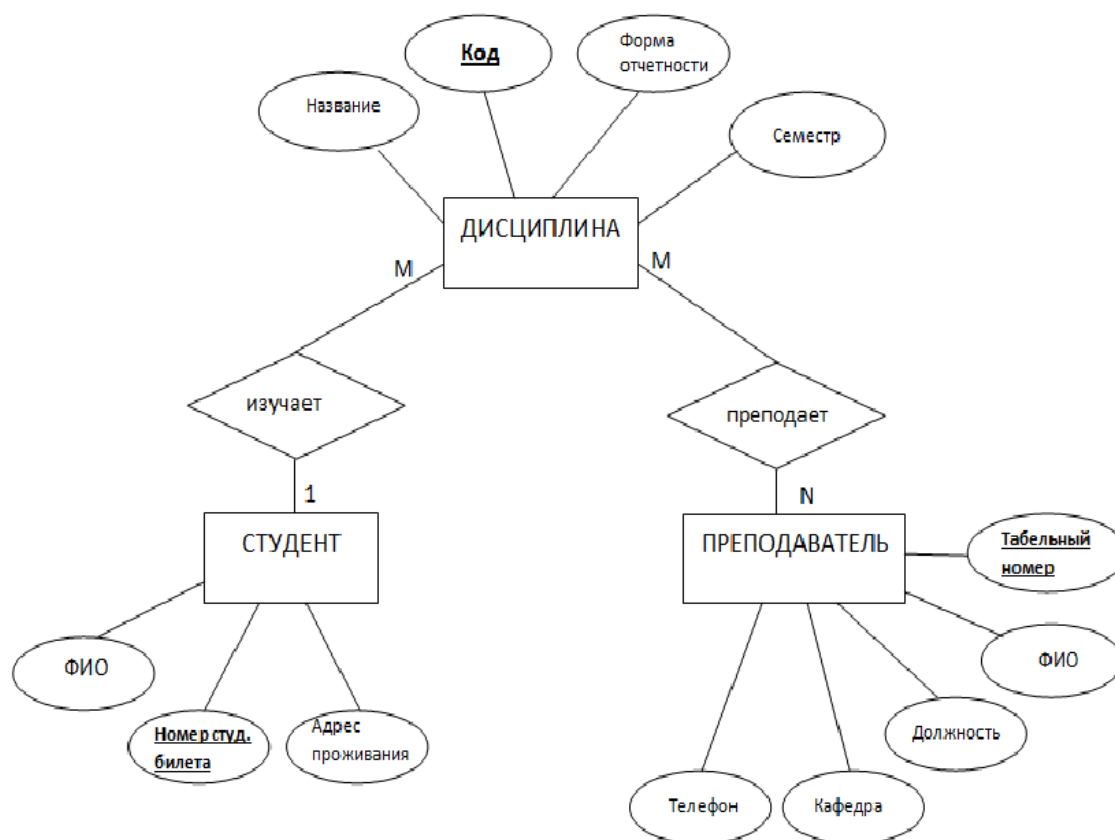 Код
Форма
отчетности
Название
Семестр
ДИСЦИПЛИНА
М
М
изучает
преподает
1
N
СТУДЕНТ
ПРЕПОДАВАТЕЛЬ
Табельный
номер
ФИО
ФИО
Номер студ.
билета
Адрес
проживания
Должность
Телефон
Кафедра